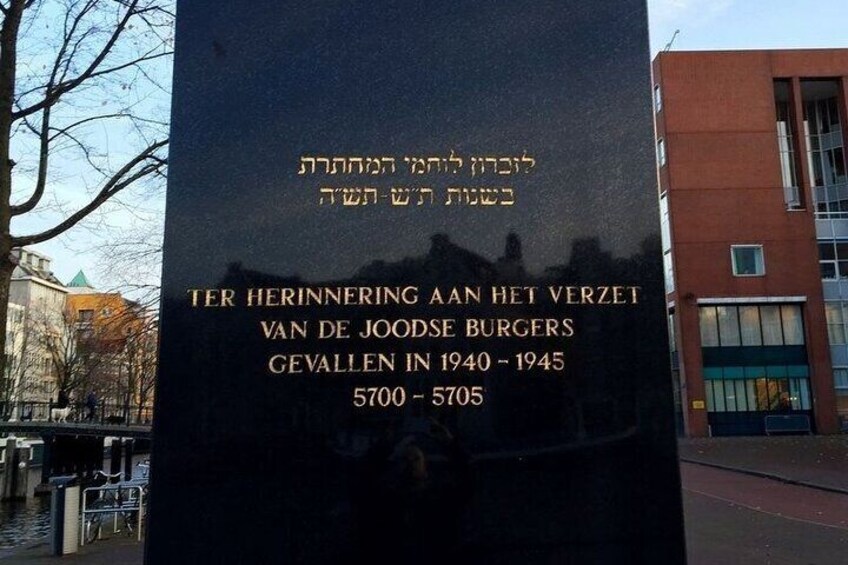 לזכרון לוחמי המחתרת
בשנות ת״ש-תש״ה
TER HERINNERING AAN HET VERZET
VAN DE JOODSE BURGERS
GEVALLEN IN 1940 - 1945
5700 - 5705